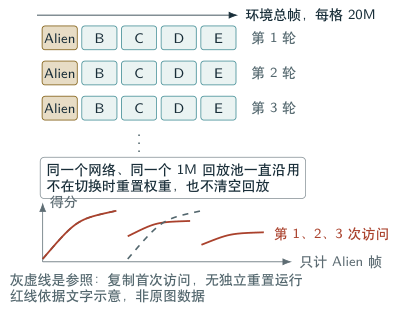 环境总帧，每格 20M
Alien B C D E 第 1 轮
Alien B C D E 第 2 轮
Alien B C D E 第 3 轮
同一个网络、同一个 1M 回放池一直沿用
不在切换时重置权重，也不清空回放
得分
第 1、2、3 次访问
只计 Alien 帧
灰虚线是参照：复制首次访问，无独立重置运行
红线依据文字示意，非原图数据